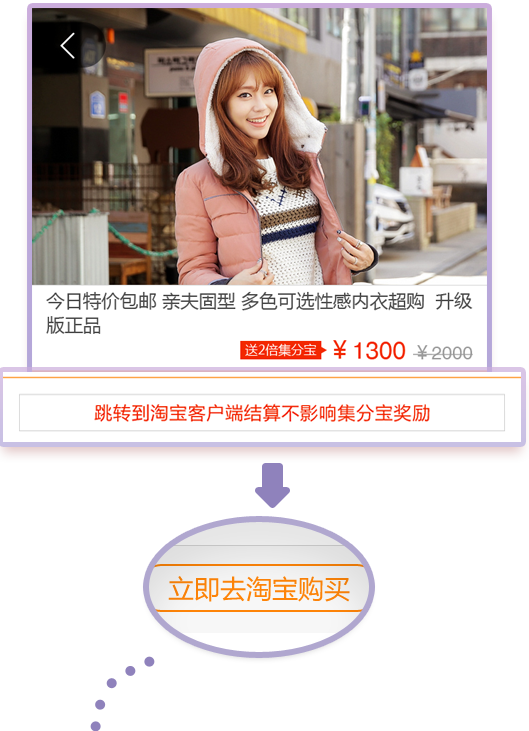 今日特价包邮 亲夫固型 多色可选性感内衣超购 升级
版正品
送2倍集分宝 ¥1300 ¥2000
跳转到淘宝客户端结算不影响集分宝奖励
立即去淘宝购买